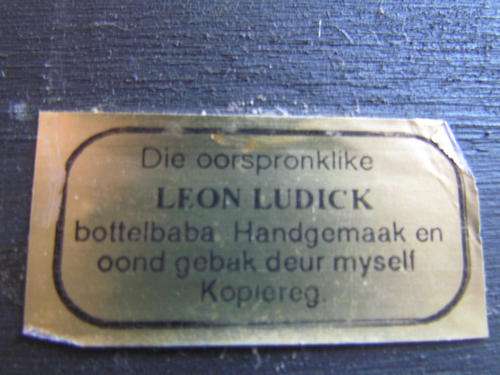 Die oorspronklike
LEON LUDICK
bottelbaba. Handgemaak en
oond gebak deur myself
Kopiereg.